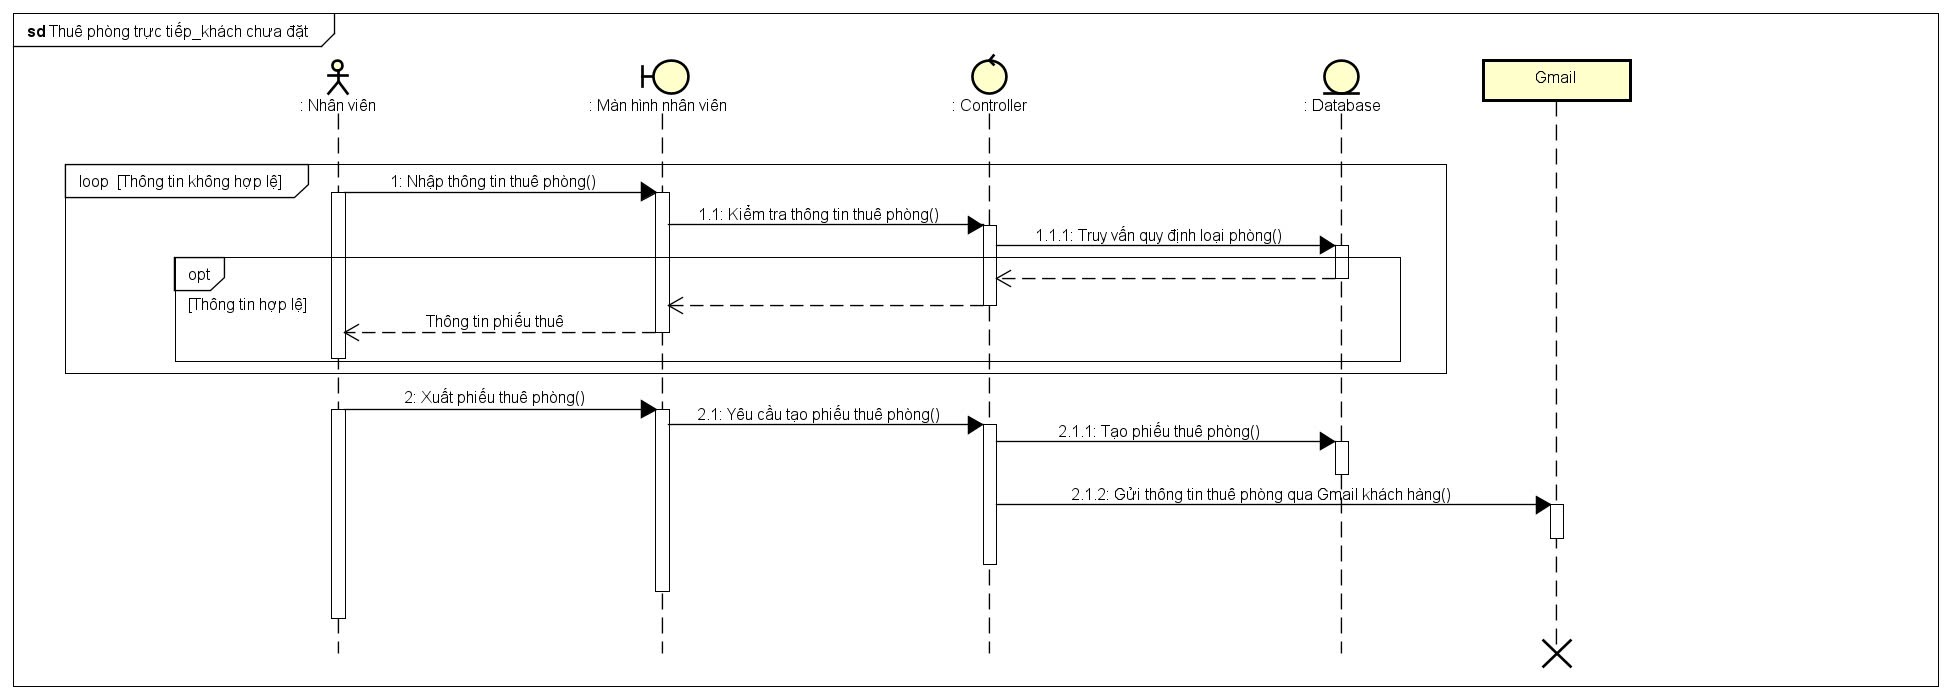 sd Thuê phòng trực tiếp_khách chưa đặt
: Nhân viên
: Màn hình nhân viên
: Controller
: Database
Gmail
loop [Thông tin không hợp lệ]
1: Nhập thông tin thuê phòng()
1.1: Kiểm tra thông tin thuê phòng()
1.1.1: Truy vấn quy định loại phòng()
opt
[Thông tin hợp lệ]
Thông tin phiếu thuê
2: Xuất phiếu thuê phòng()
2.1: Yêu cầu tạo phiếu thuê phòng()
2.1.1: Tạo phiếu thuê phòng()
2.1.2: Gửi thông tin thuê phòng qua Gmail khách hàng()